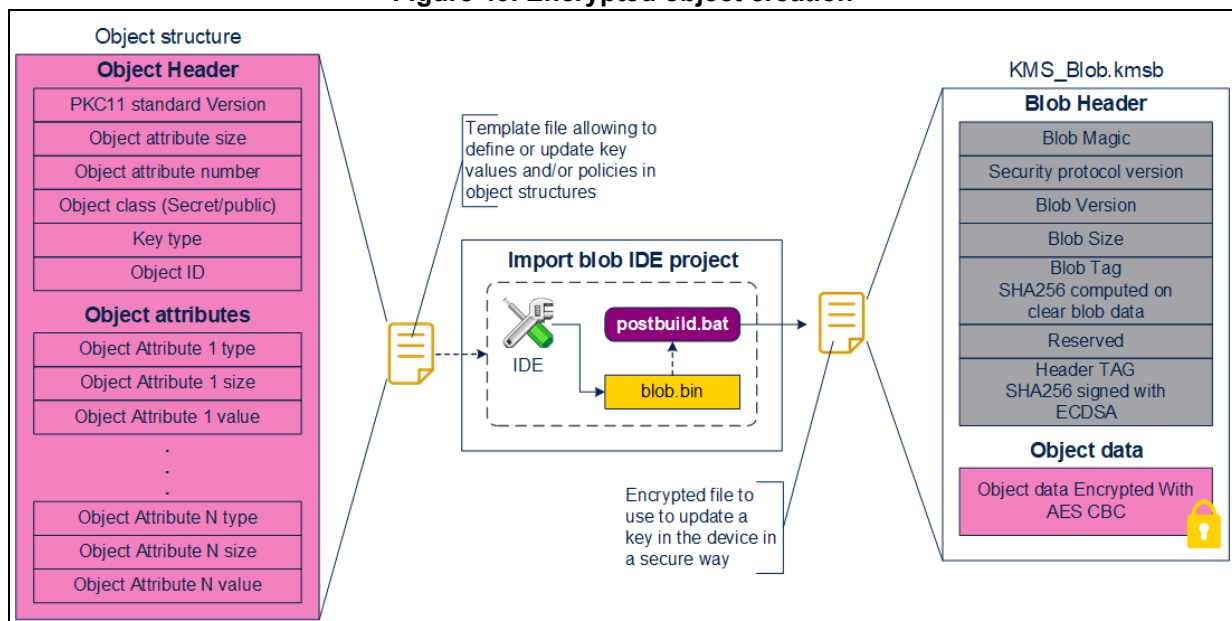 Object structure
Object Header
PKC11 standard Version
Object attribute size
Object attribute number
Object class (Secret/public)
Key type
Object ID
Object attributes
Object Attribute 1 type
Object Attribute 1 size
Object Attribute 1 value
.
.
.
Object Attribute N type
Object Attribute N size
Object Attribute N value
Template file allowing to
define or update key
values and/or policies in
object structures
Import blob IDE project
IDE
postbuild.bat
blob.bin
Encrypted file to
use to update a
key in the device in
a secure way
KMS_Blob.kmsb
Blob Header
Blob Magic
Security protocol version
Blob Version
Blob Size
Blob Tag
SHA256 computed on
clear blob data
Reserved
Header TAG
SHA256 signed with
ECDSA
Object data
Object data Encrypted With
AES CBC